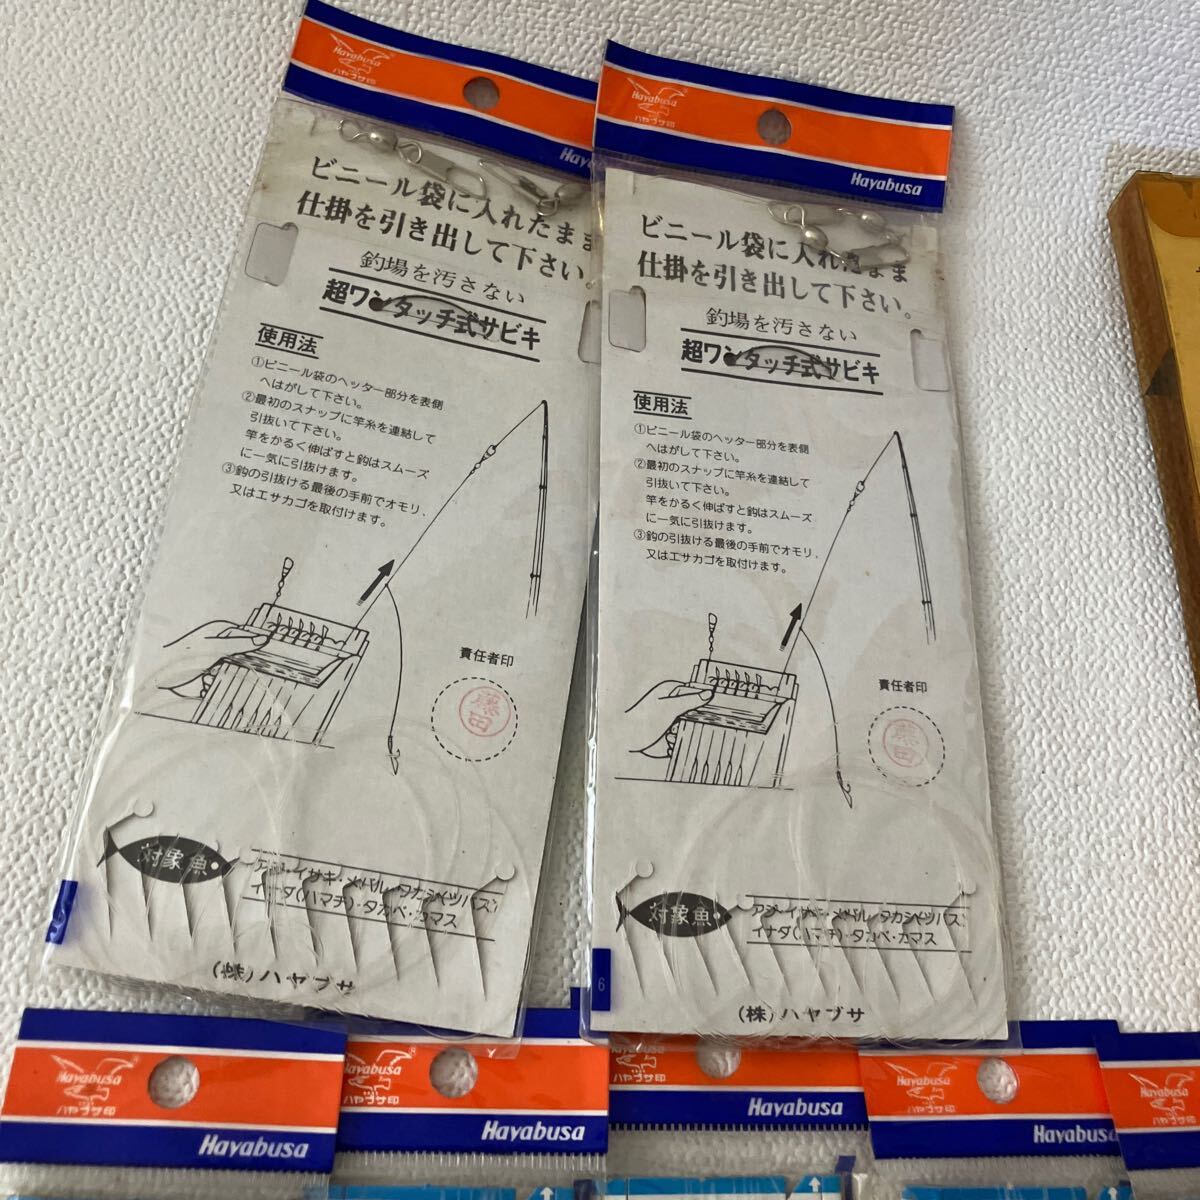 Hayabusa
ハヤブサ印
Hayabusa
ビニール袋に入れたまま
仕掛を引き出して下さい。
釣場を汚さない
超ワンタッチ式サビキ
使用法
①ビニール袋のヘッター部分を表側
へはがして下さい。
②最初のスナップに竿糸を連結して
引抜いて下さい。
竿をかるく伸ばすと鈎はスムーズ
に一気に引抜けます。
③鈎の引抜ける最後の手前でオモリ、
又はエサカゴを取付けます。
責任者印
藤田
対象魚
アジ・イサキ・メバル・ワカシ(ツバス)
イナダ(ハマチ)・タカベ・カマス
(株)ハヤブサ
Hayabusa
ハヤブサ印
Hayabusa
ビニール袋に入れたまま
仕掛を引き出して下さい。
釣場を汚さない
超ワンタッチ式サビキ
使用法
①ビニール袋のヘッター部分を表側
へはがして下さい。
②最初のスナップに竿糸を連結して
引抜いて下さい。
竿をかるく伸ばすと鈎はスムーズ
に一気に引抜けます。
③鈎の引抜ける最後の手前でオモリ、
又はエサカゴを取付けます。
責任者印
藤田
対象魚
アジ・イサキ・メバル・ワカシ(ツバス)
イナダ(ハマチ)・タカベ・カマス
6
(株)ハヤブサ
Hayabusa
ハヤブサ印
Hayabusa
Hayabusa
ハヤブサ印
Hayabusa
Hayabusa
ハヤブサ印
Hayabusa
Hayabusa
ハヤブサ印
Hayabusa
Hayabusa
ハヤブサ印